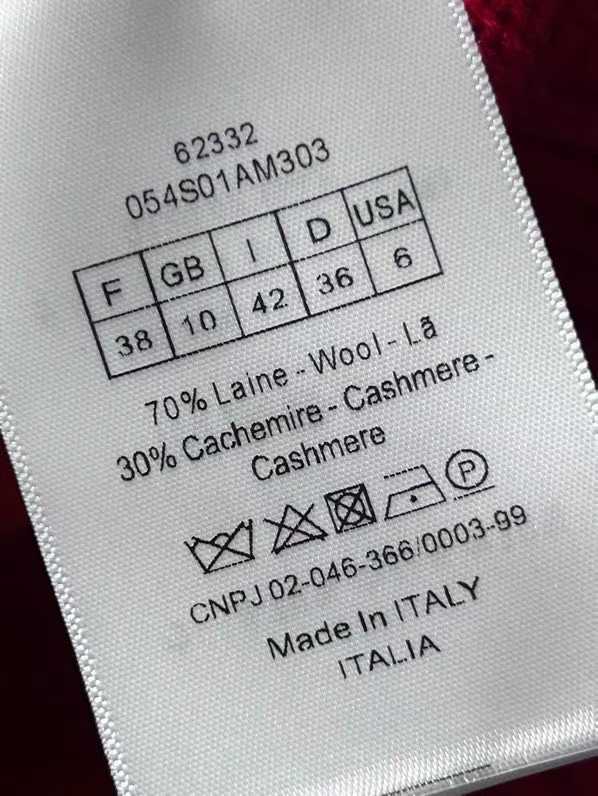 62332
054S01AM303
F GB I D USA
38 10 42 36 6
70% Laine - Wool - Lã
30% Cachemire - Cashmere -
Cashmere
P
CNPJ 02-046-366/0003-99
Made In ITALY
ITALIA